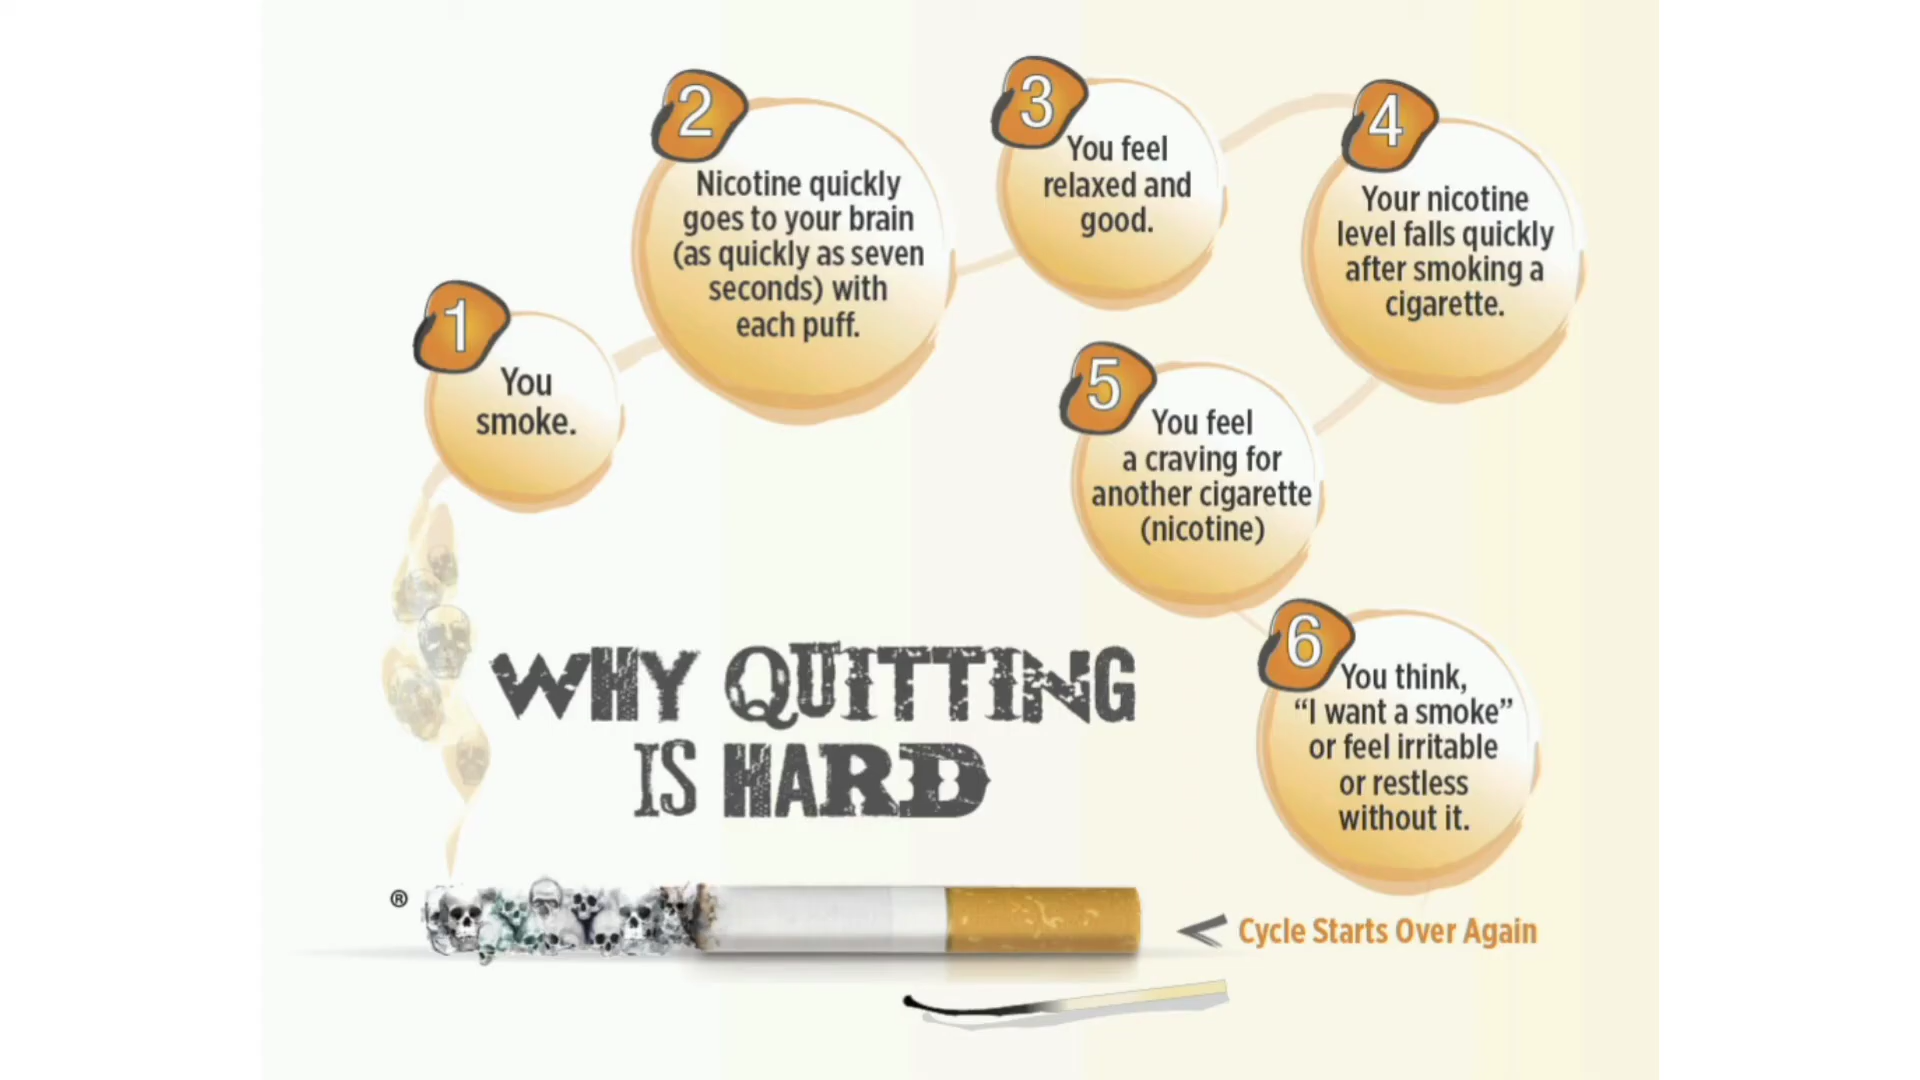 1
You
smoke.
2
Nicotine quickly
goes to your brain
(as quickly as seven
seconds) with
each puff.
3
You feel
relaxed and
good.
4
Your nicotine
level falls quickly
after smoking a
cigarette.
5
You feel
a craving for
another cigarette
(nicotine)
6
You think,
“I want a smoke”
or feel irritable
or restless
without it.
WHY QUITTING
IS HARD
®
Cycle Starts Over Again